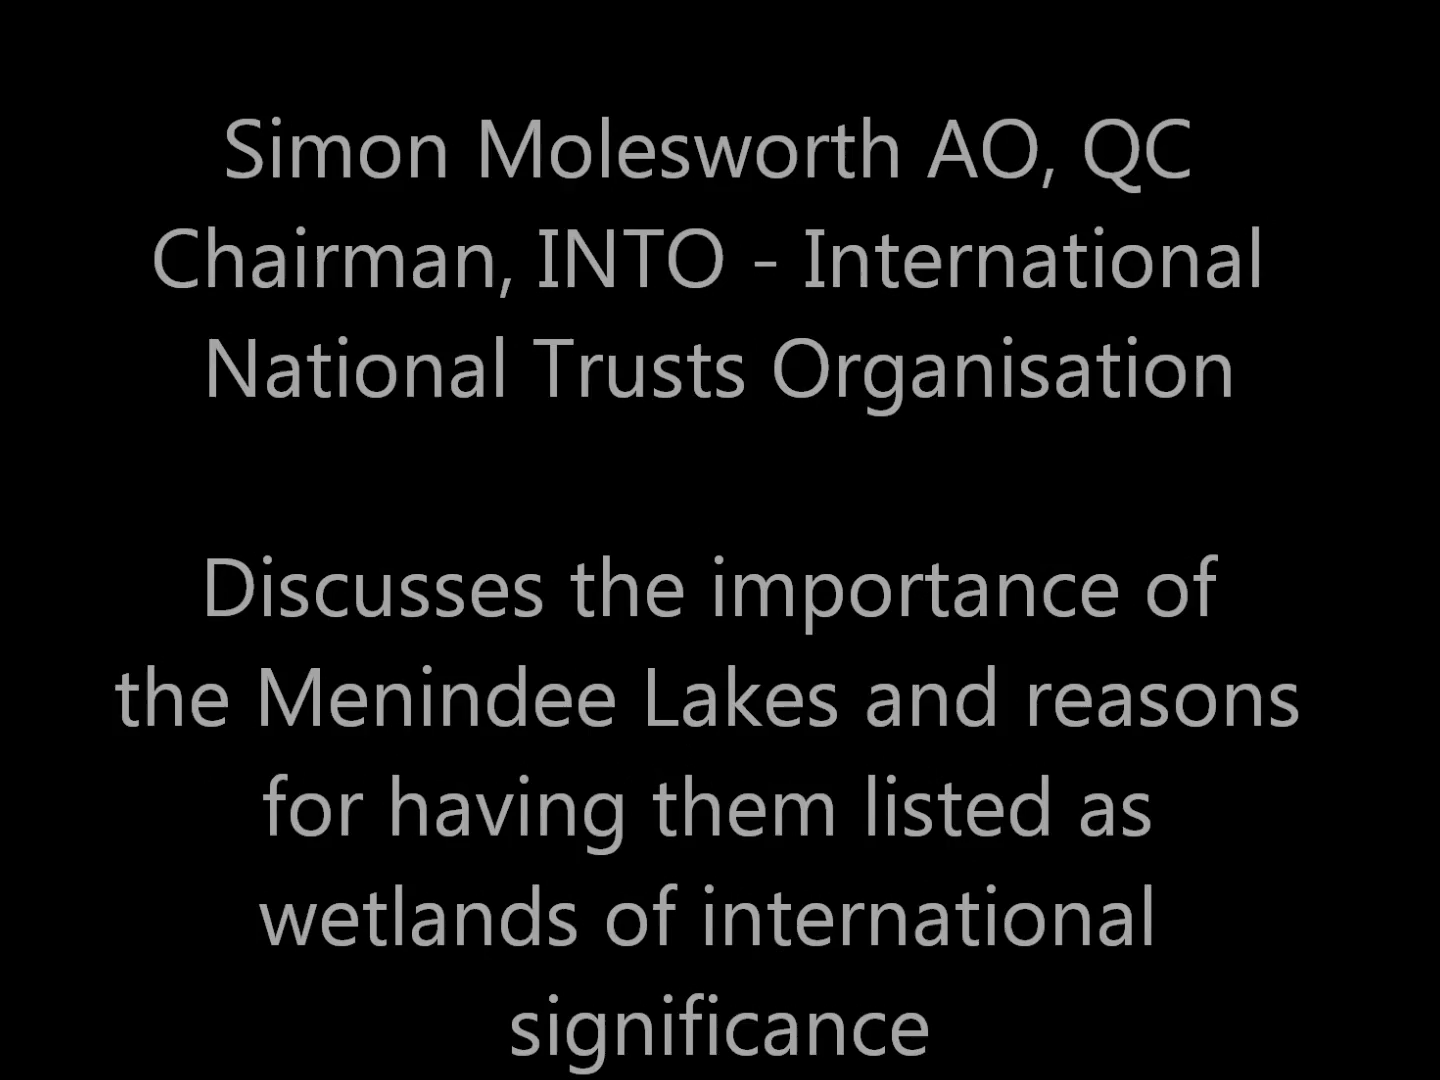 Simon Molesworth AO, QC
Chairman, INTO - International
National Trusts Organisation
Discusses the importance of
the Menindee Lakes and reasons
for having them listed as
wetlands of international
significance